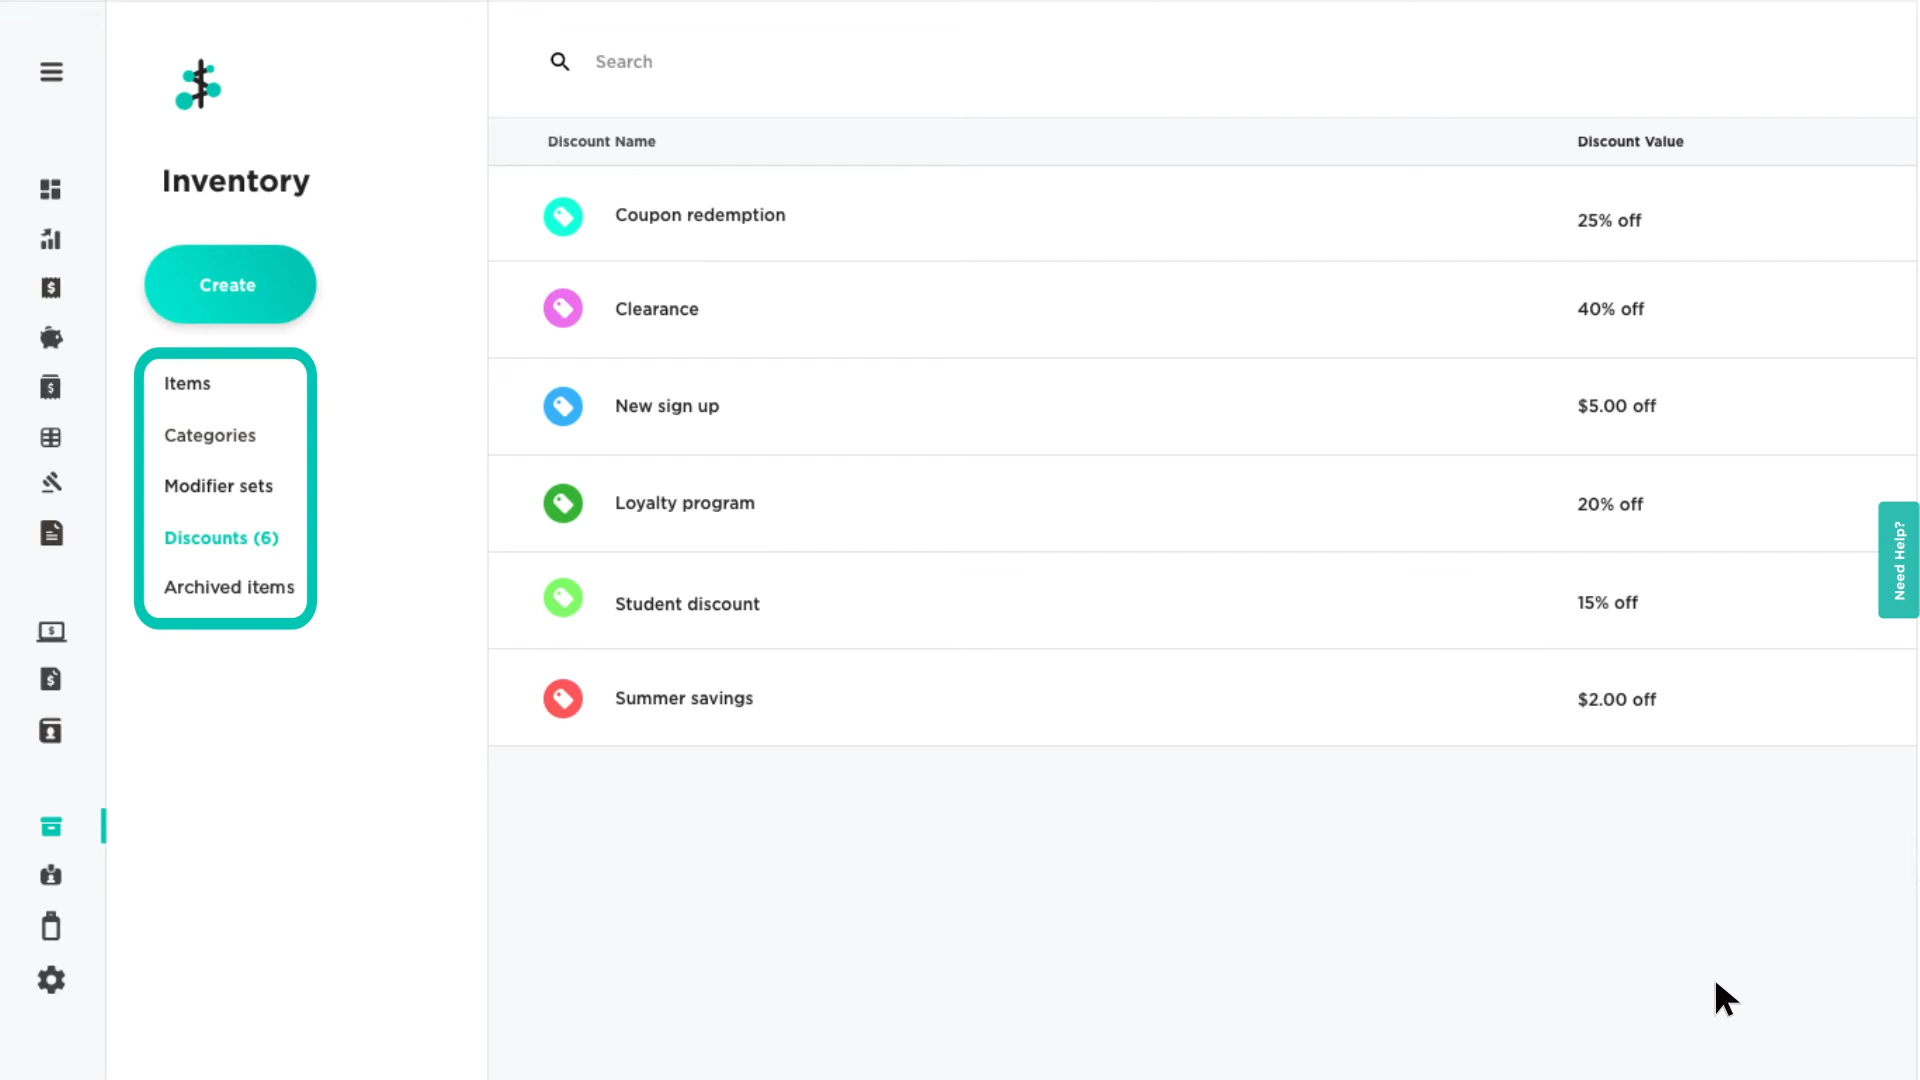 Search
Inventory
Create
Items
Categories
Modifier sets
Discounts (6)
Archived items
Discount Name
Discount Value
Coupon redemption
25% off
Clearance
40% off
New sign up
$5.00 off
Loyalty program
20% off
Student discount
15% off
Summer savings
$2.00 off
Need Help?